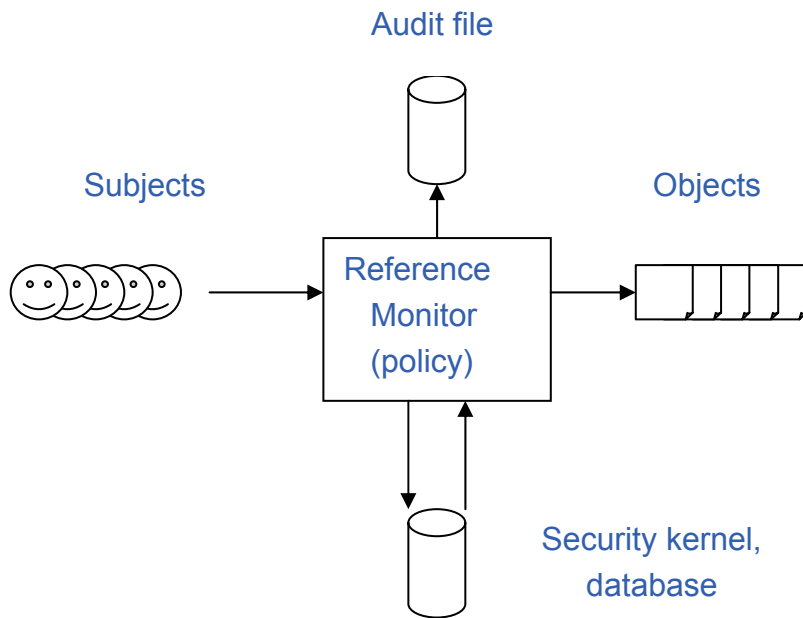 Audit file
Subjects
Objects
Reference
Monitor
(policy)
Security kernel,
database